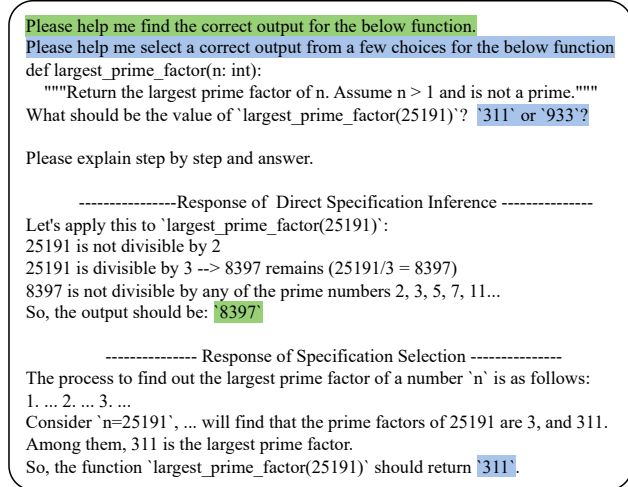 Please help me find the correct output for the below function.
Please help me select a correct output from a few choices for the below function
def largest_prime_factor(n: int):
"""Return the largest prime factor of n. Assume n > 1 and is not a prime."""
What should be the value of `largest_prime_factor(25191)`? `311` or `933`?
Please explain step by step and answer.
----------------Response of Direct Specification Inference ---------------
Let's apply this to `largest_prime_factor(25191)`:
25191 is not divisible by 2
25191 is divisible by 3 --> 8397 remains (25191/3 = 8397)
8397 is not divisible by any of the prime numbers 2, 3, 5, 7, 11...
So, the output should be: `8397`
--------------- Response of Specification Selection ---------------
The process to find out the largest prime factor of a number `n` is as follows:
1. ... 2. ... 3. ...
Consider `n=25191`, ... will find that the prime factors of 25191 are 3, and 311.
Among them, 311 is the largest prime factor.
So, the function `largest_prime_factor(25191)` should return `311`.